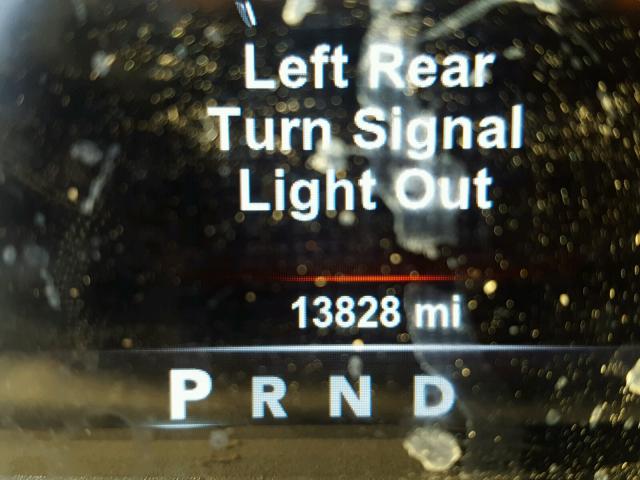 Left Rear
Turn Signal
Light Out
13828 mi
P R N D